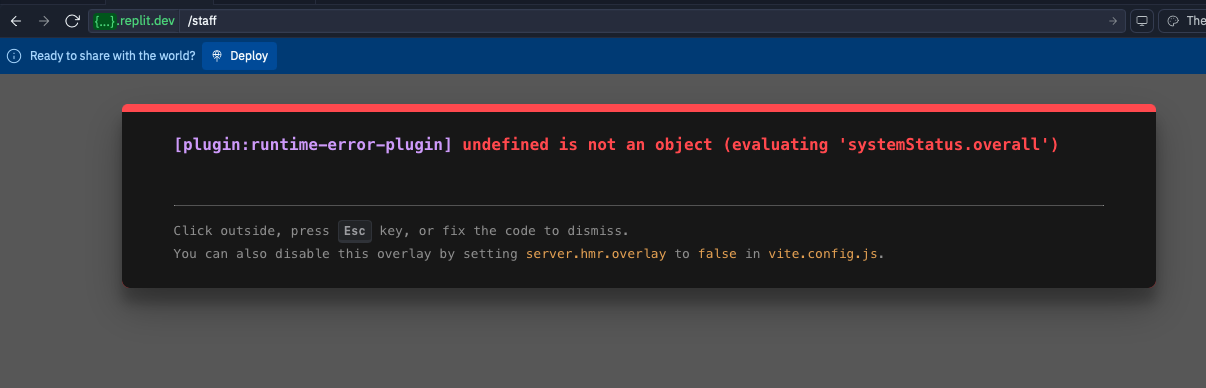 {...}.replit.dev /staff The
Ready to share with the world? Deploy
[plugin:runtime-error-plugin] undefined is not an object (evaluating 'systemStatus.overall')
Click outside, press Esc key, or fix the code to dismiss.
You can also disable this overlay by setting server.hmr.overlay to false in vite.config.js.